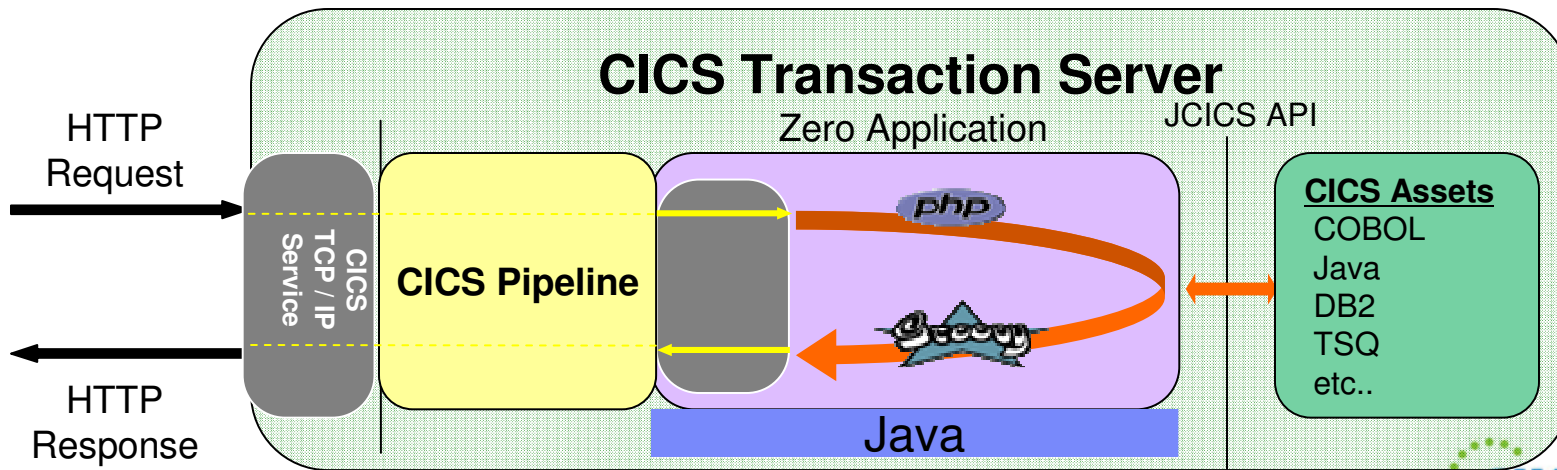 CICS Transaction Server
HTTP
Request
Zero Application
JCICS API
CICS
TCP / IP
Service
CICS Pipeline
php
Groovy
CICS Assets
COBOL
Java
DB2
TSQ
etc..
HTTP
Response
Java